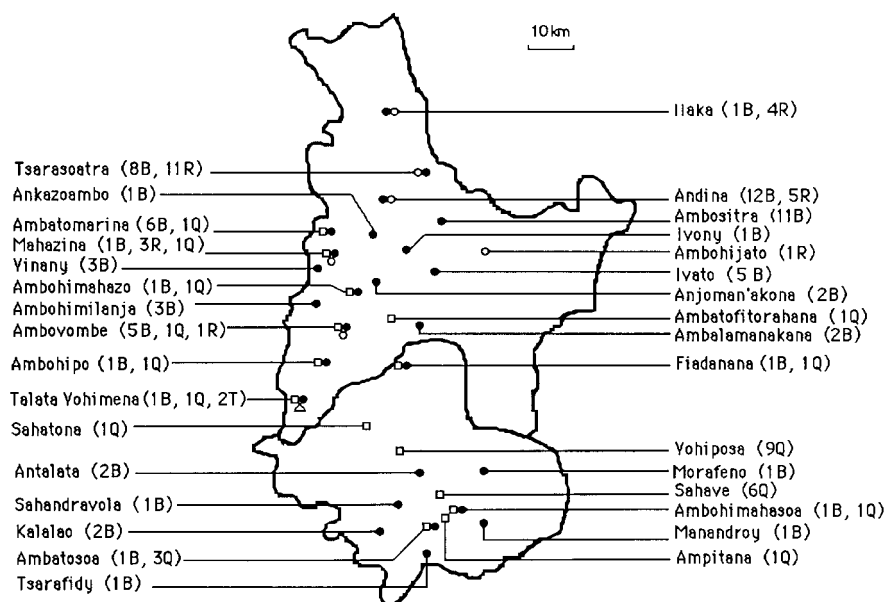 10 km
Ilaka (1B, 4R)
Tsarasoatra (8B, 11R)
Ankazoambo (1B)
Ambatomarina (6B, 1Q)
Mahazina (1B, 3R, 1Q)
Vinany (3B)
Ambohimahazo (1B, 1Q)
Ambohimilanja (3B)
Ambovombe (5B, 1Q, 1R)
Ambohipo (1B, 1Q)
Talata Vohimena (1B, 1Q, 2T)
Sahatona (1Q)
Antalata (2B)
Sahandravola (1B)
Kalalao (2B)
Ambatosoa (1B, 3Q)
Tsarafidy (1B)
Andina (12B, 5R)
Ambositra (11B)
Ivony (1B)
Ambohijato (1R)
Ivato (5 B)
Anjoman'akona (2B)
Ambatofitorahana (1Q)
Ambalamanakana (2B)
Fiadanana (1B, 1Q)
Vohiposa (9Q)
Morafeno (1B)
Sahave (6Q)
Ambohimahasoa (1B, 1Q)
Manandroy (1B)
Ampitana (1Q)